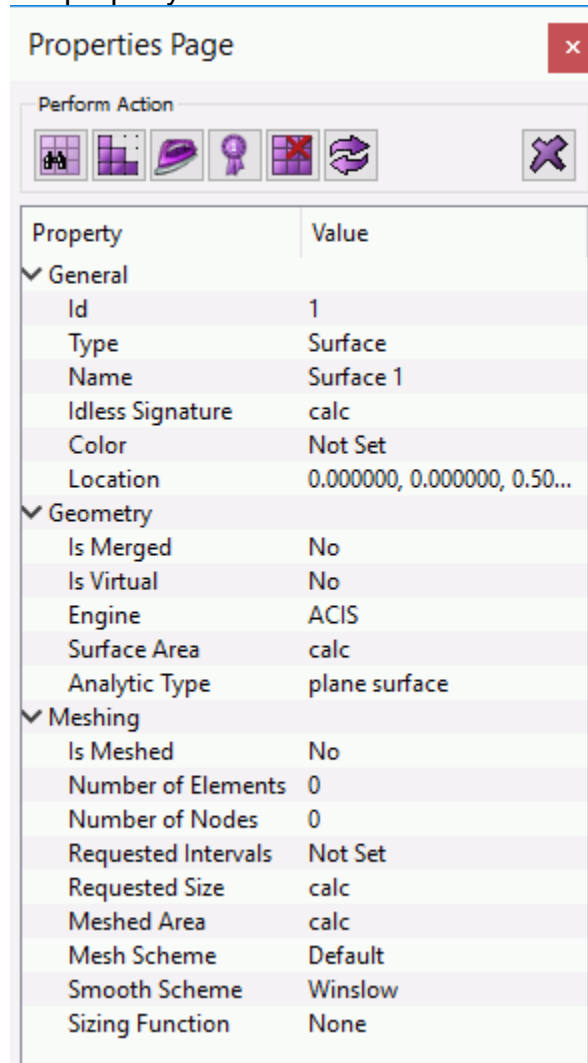 Properties Page
Perform Action
Property Value
General
Id 1
Type Surface
Name Surface 1
Idless Signature calc
Color Not Set
Location 0.000000, 0.000000, 0.50...
Geometry
Is Merged No
Is Virtual No
Engine ACIS
Surface Area calc
Analytic Type plane surface
Meshing
Is Meshed No
Number of Elements 0
Number of Nodes 0
Requested Intervals Not Set
Requested Size calc
Meshed Area calc
Mesh Scheme Default
Smooth Scheme Winslow
Sizing Function None